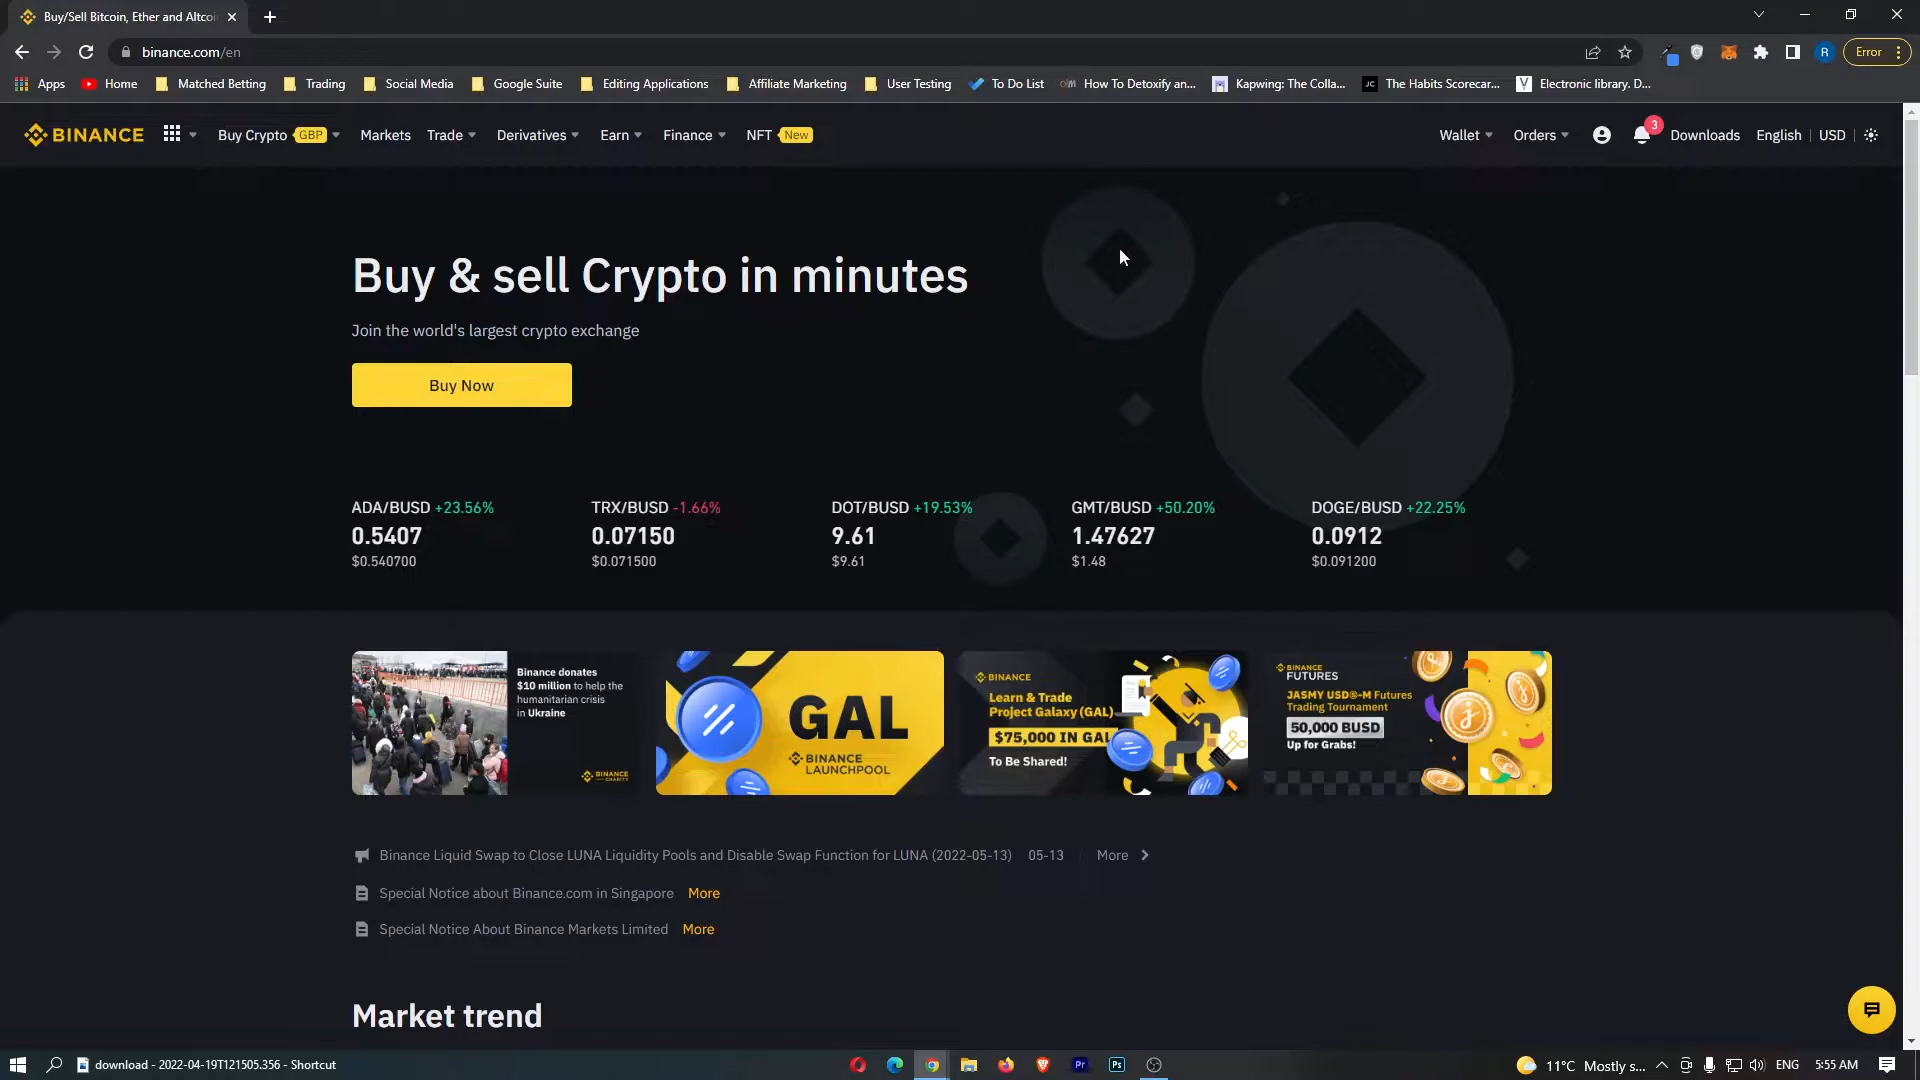 Buy/Sell Bitcoin, Ether and Altcoi
binance.com/en
Error
Apps
Home
Matched Betting
Trading
Social Media
Google Suite
Editing Applications
Affiliate Marketing
User Testing
To Do List
How To Detoxify an...
Kapwing: The Colla...
The Habits Scorecar...
Electronic library. D...
BINANCE
Buy Crypto GBP
Markets
Trade
Derivatives
Earn
Finance
NFT New
Wallet
Orders
3
Downloads
English
USD
Buy & sell Crypto in minutes
Join the world's largest crypto exchange
Buy Now
ADA/BUSD +23.56%
0.5407
$0.540700
TRX/BUSD -1.66%
0.07150
$0.071500
DOT/BUSD +19.53%
9.61
$9.61
GMT/BUSD +50.20%
1.47627
$1.48
DOGE/BUSD +22.25%
0.0912
$0.091200
Binance donates
$10 million to help the
humanitarian crisis
in Ukraine
BINANCE
CHARITY
GAL
BINANCE
LAUNCHPOOL
BINANCE
Learn & Trade
Project Galaxy (GAL)
$75,000 IN GAL
To Be Shared!
BINANCE
FUTURES
JASMY USD®-M Futures
Trading Tournament
50,000 BUSD
Up for Grabs!
Binance Liquid Swap to Close LUNA Liquidity Pools and Disable Swap Function for LUNA (2022-05-13) 05-13 More
Special Notice about Binance.com in Singapore More
Special Notice About Binance Markets Limited More
Market trend
download - 2022-04-19T121505.356 - Shortcut
Pr
Ps
11°C Mostly s...
ENG
5:55 AM